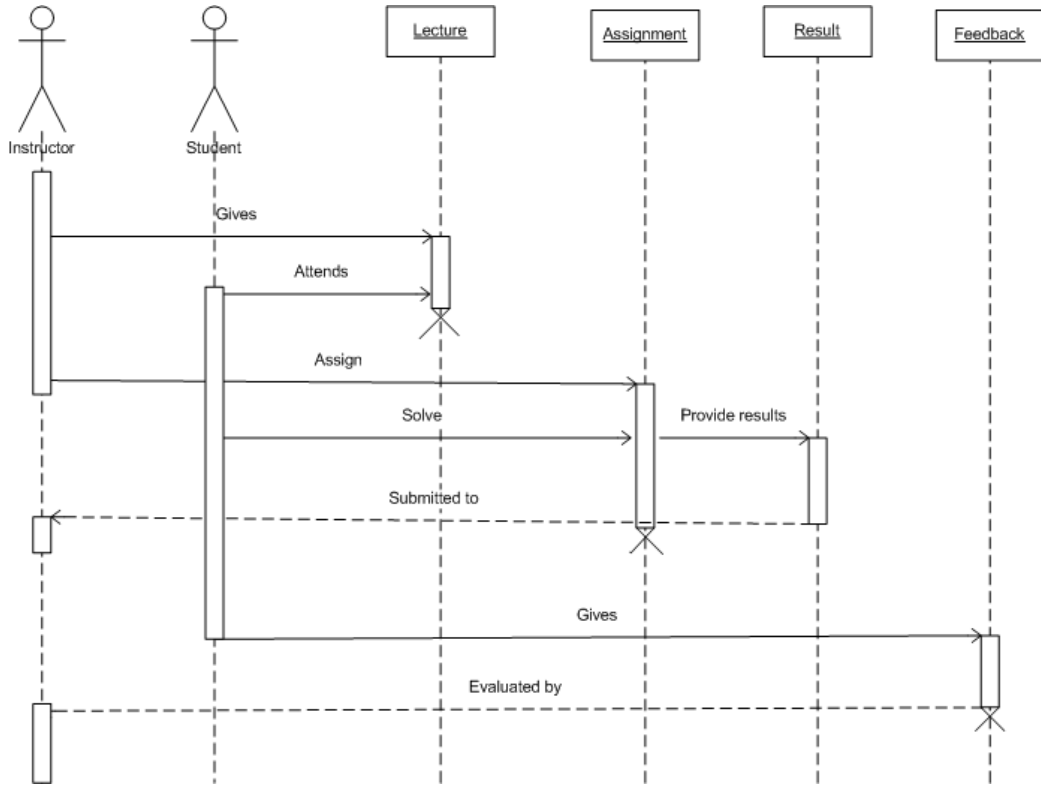 Lecture
Assignment
Result
Feedback
Instructor
Student
Gives
Attends
Assign
Solve
Provide results
Submitted to
Gives
Evaluated by